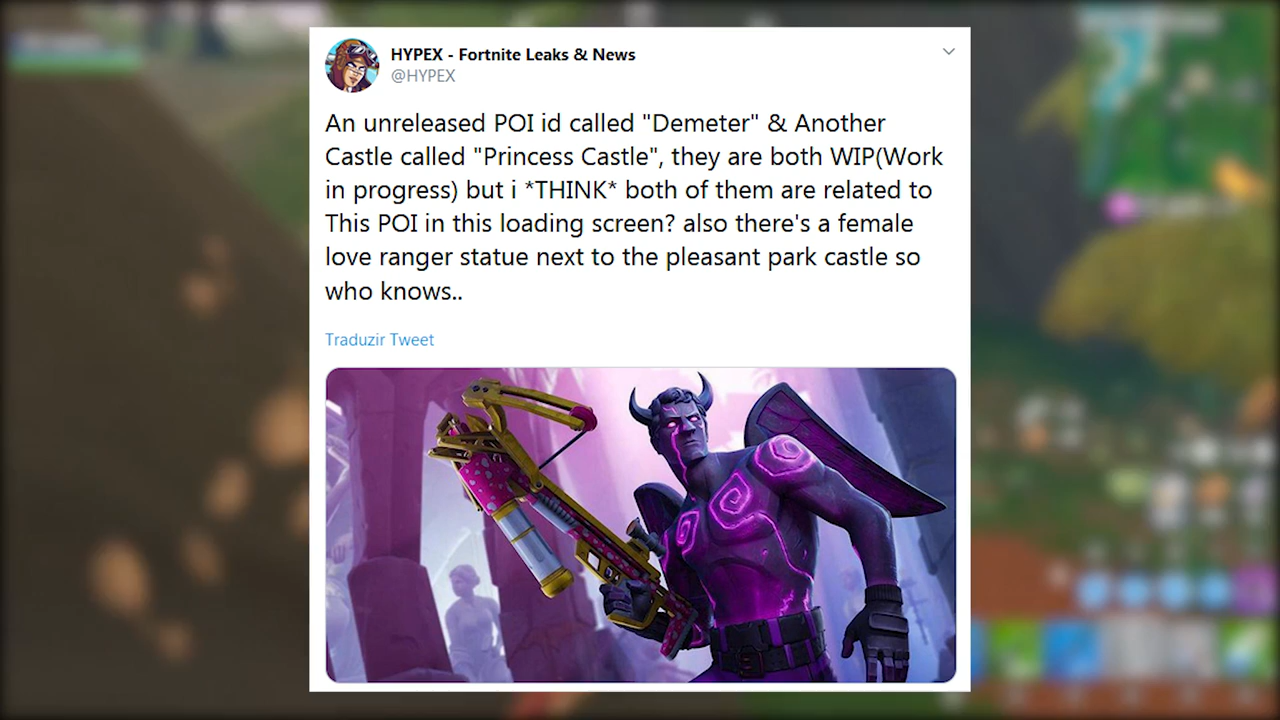 HYPEX - Fortnite Leaks & News
@HYPEX
An unreleased POI id called "Demeter" & Another
Castle called "Princess Castle", they are both WIP(Work
in progress) but i *THINK* both of them are related to
This POI in this loading screen? also there's a female
love ranger statue next to the pleasant park castle so
who knows..
Traduzir Tweet